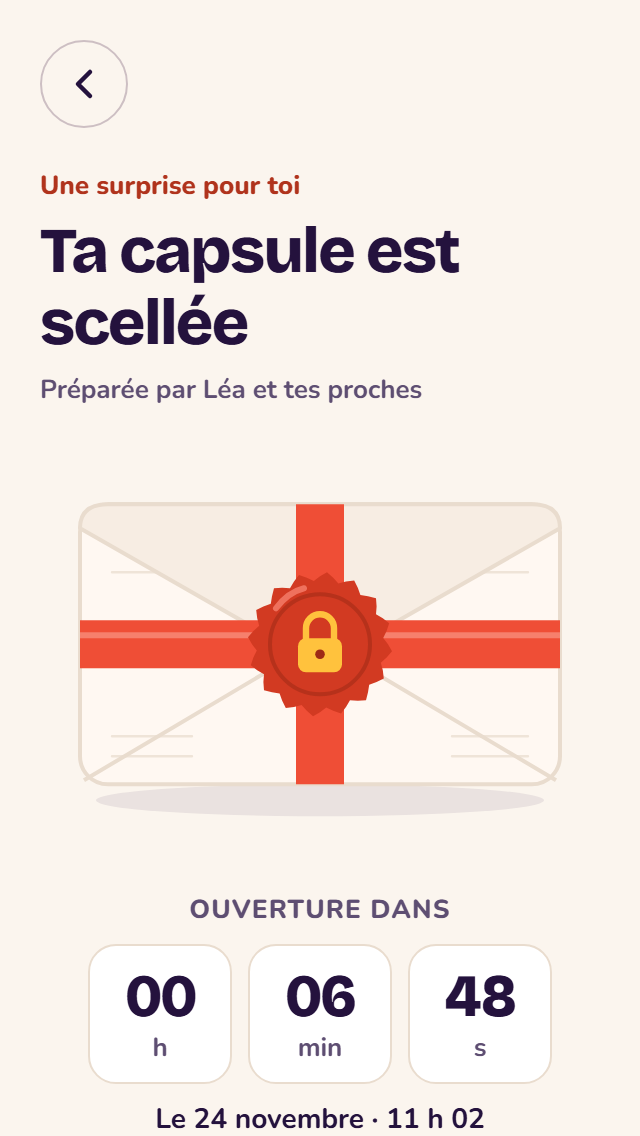 Une surprise pour toi
Ta capsule est
scellée
Préparée par Léa et tes proches
OUVERTURE DANS
00 06 48
h min s
Le 24 novembre · 11 h 02